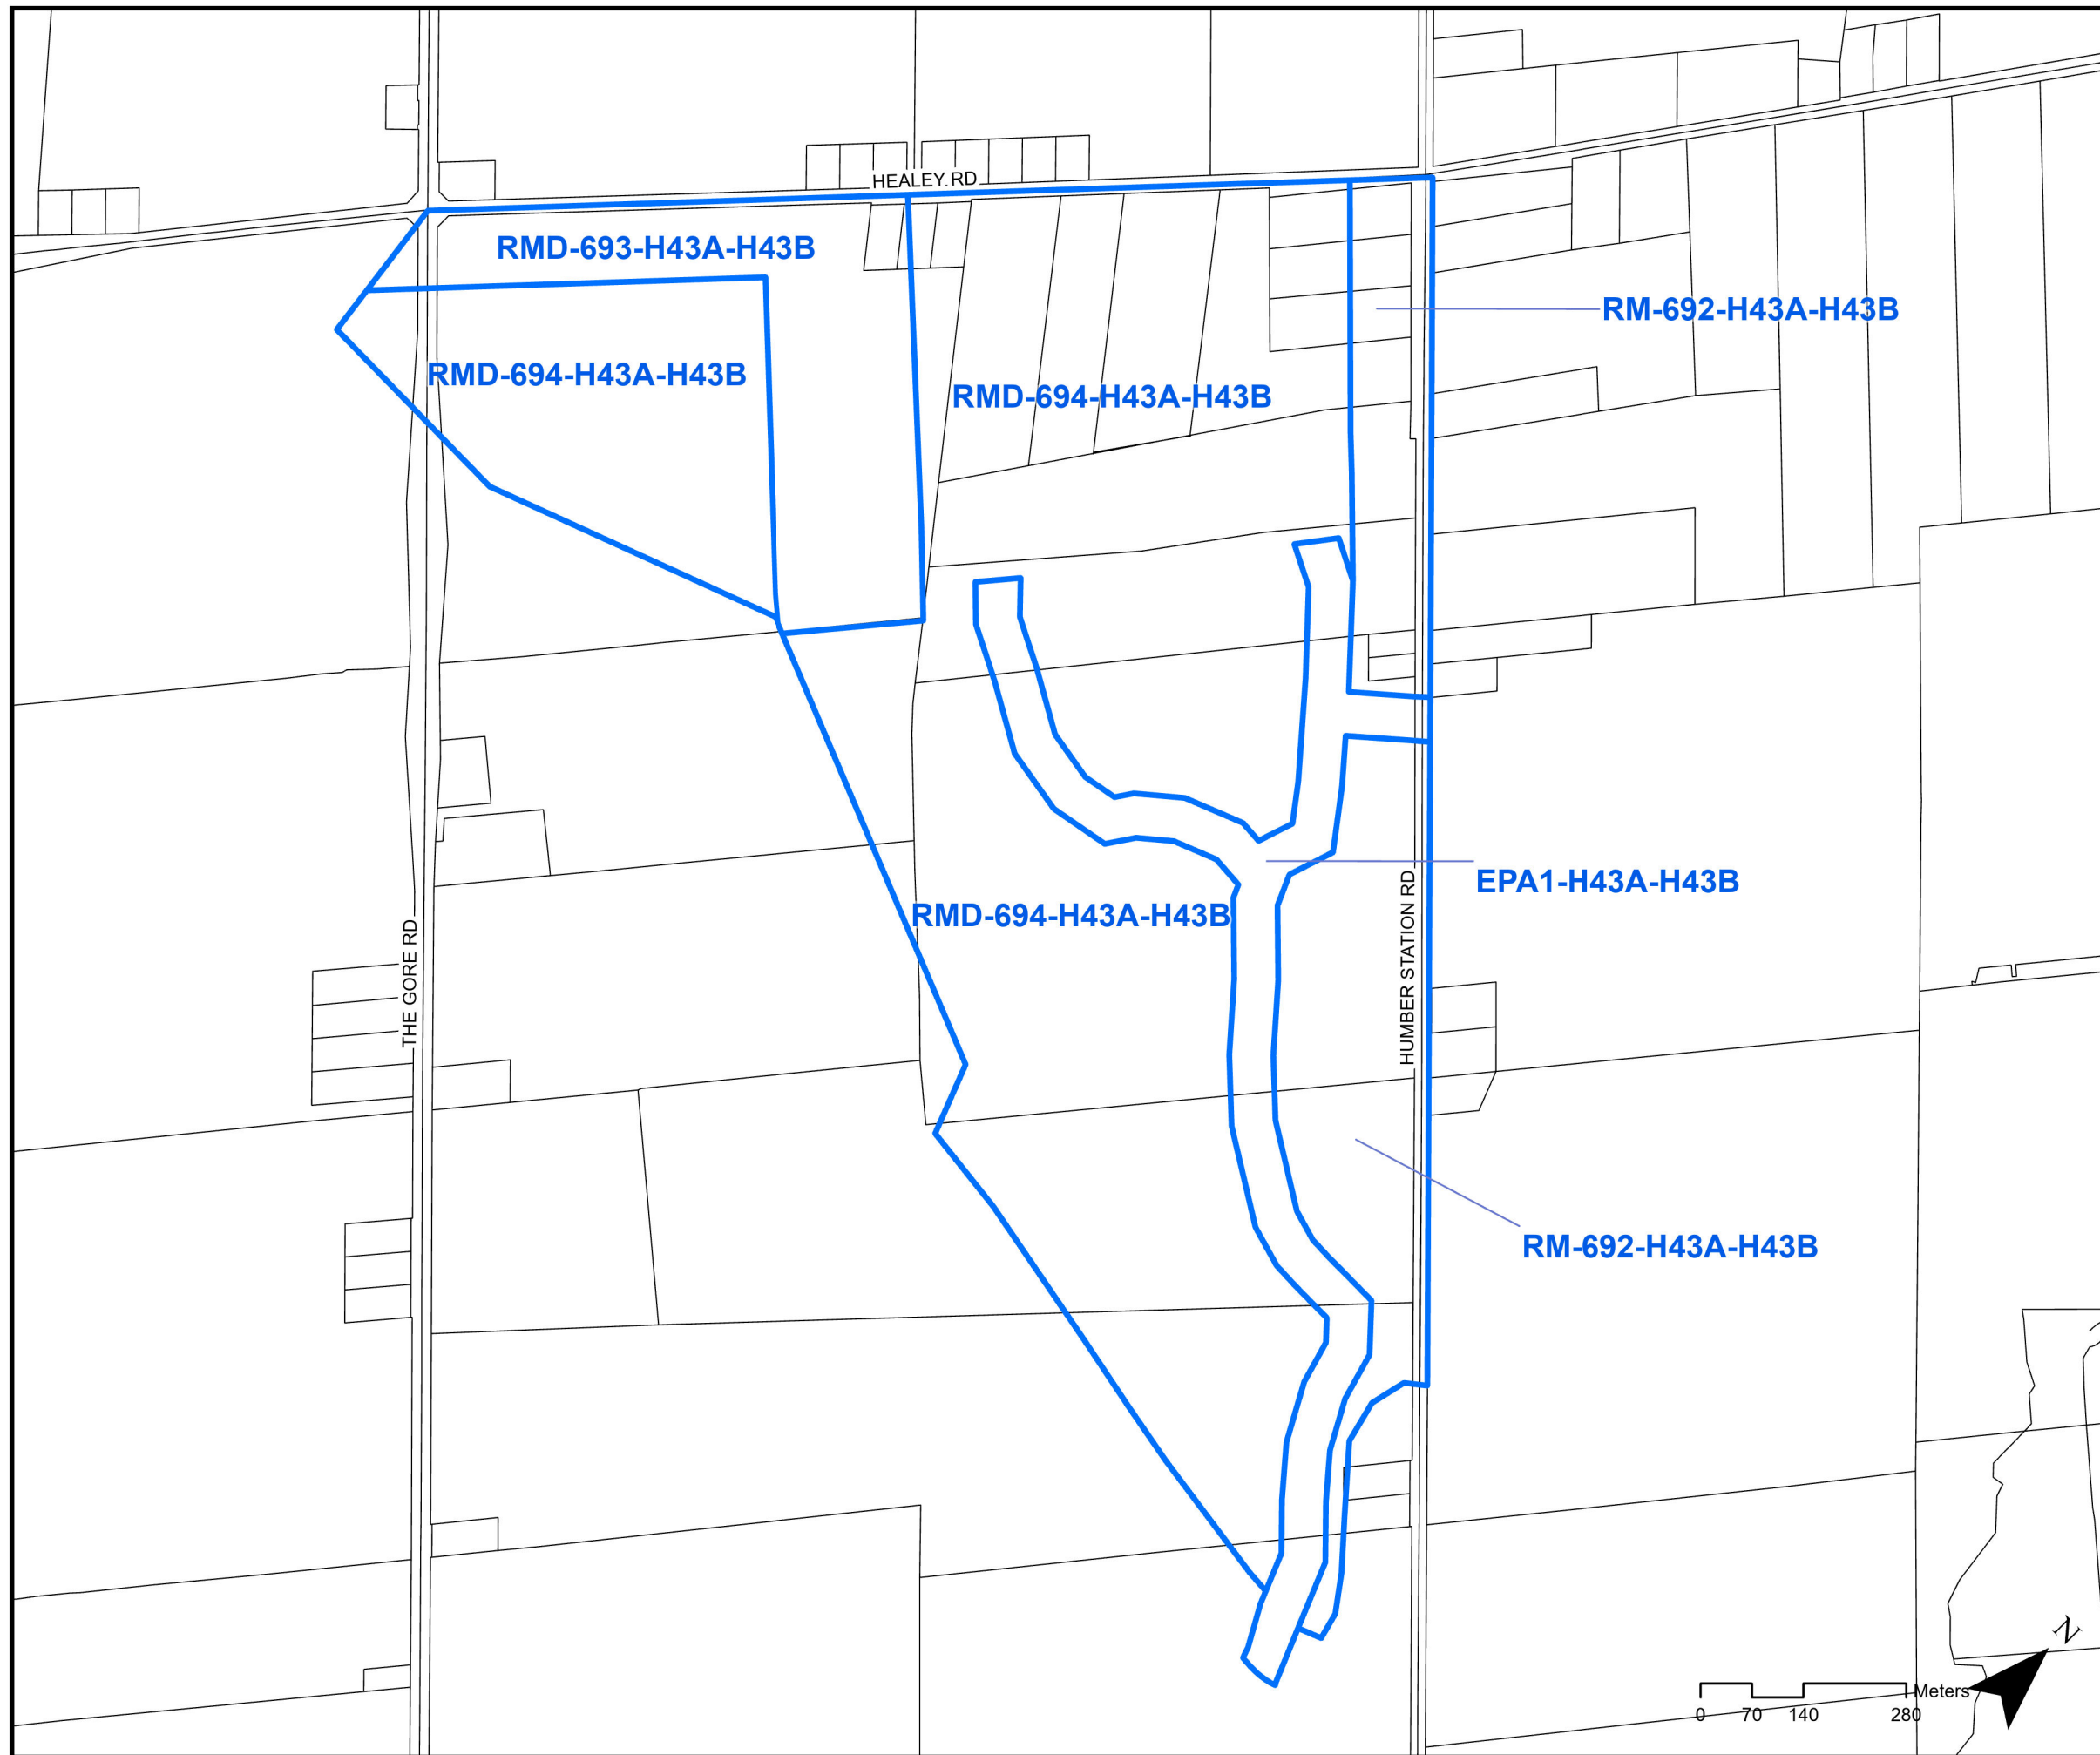 HEALEY RD
RMD-693-H43A-H43B
RM-692-H43A-H43B
RMD-694-H43A-H43B
RMD-694-H43A-H43B
EPA1-H43A-H43B
RMD-694-H43A-H43B
THE GORE RD
HUMBER STATION RD
RM-692-H43A-H43B
N
Meters
0 70 140 280